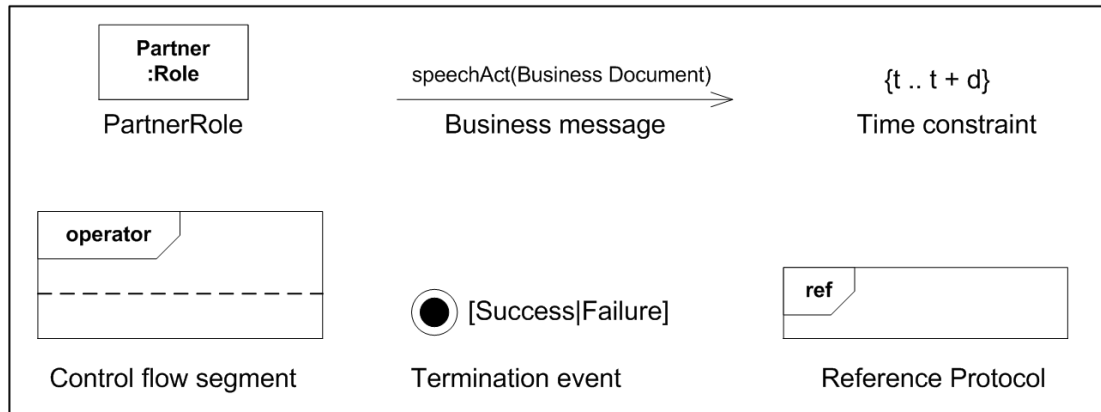 Partner
:Role
PartnerRole
speechAct(Business Document)
Business message
{t .. t + d}
Time constraint
operator
Control flow segment
[Success|Failure]
Termination event
ref
Reference Protocol